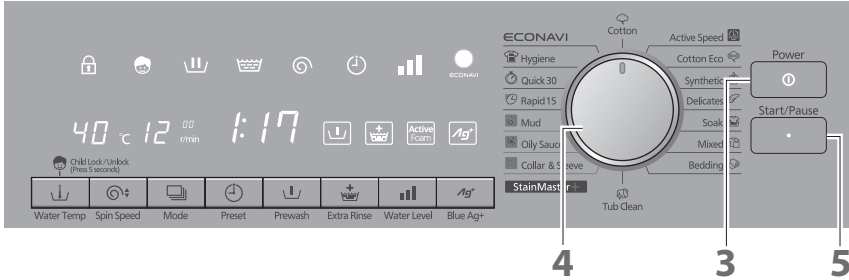 ECONAVI
40 °C 12 00 r/min 1:17
Active Foam
Ag+
Child Lock/Unlock
(Press 5 seconds)
Ag+
Water Temp
Spin Speed
Mode
Preset
Prewash
Extra Rinse
Water Level
Blue Ag+
ECONAVI
Hygiene
Quick 30
Rapid 15
Mud
Oily Sauce
Collar & Sleeve
StainMaster+
Cotton
Tub Clean
Active Speed
Cotton Eco
Synthetic
Delicates
Soak
Mixed
Bedding
Power
Start/Pause
4
3
5